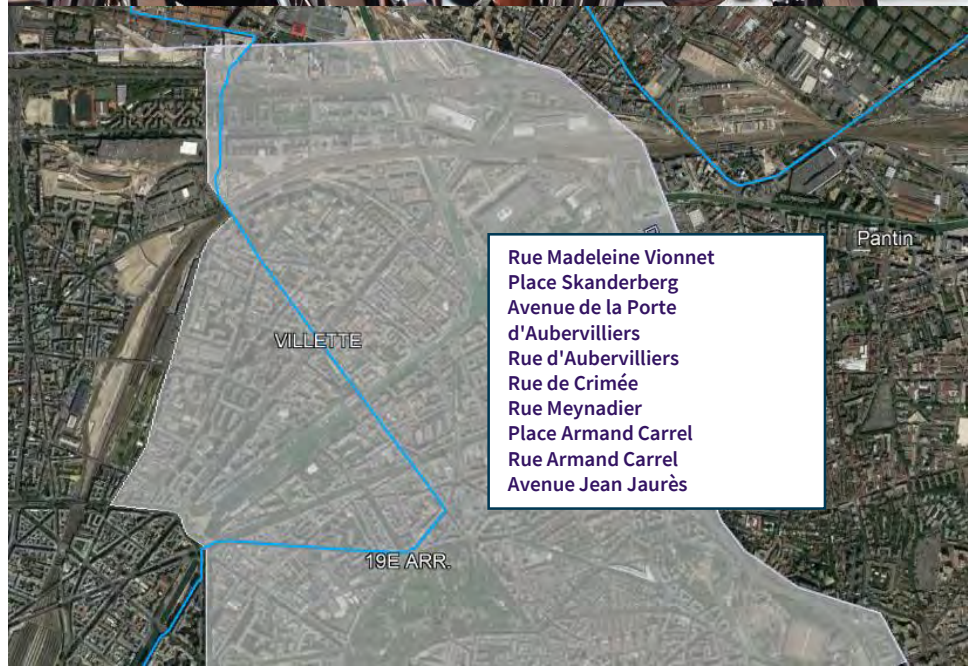 Pantin
Rue Madeleine Vionnet
Place Skanderberg
Avenue de la Porte
d'Aubervilliers
Rue d'Aubervilliers
Rue de Crimée
Rue Meynadier
Place Armand Carrel
Rue Armand Carrel
Avenue Jean Jaurès
VILLETTE
19E ARR.